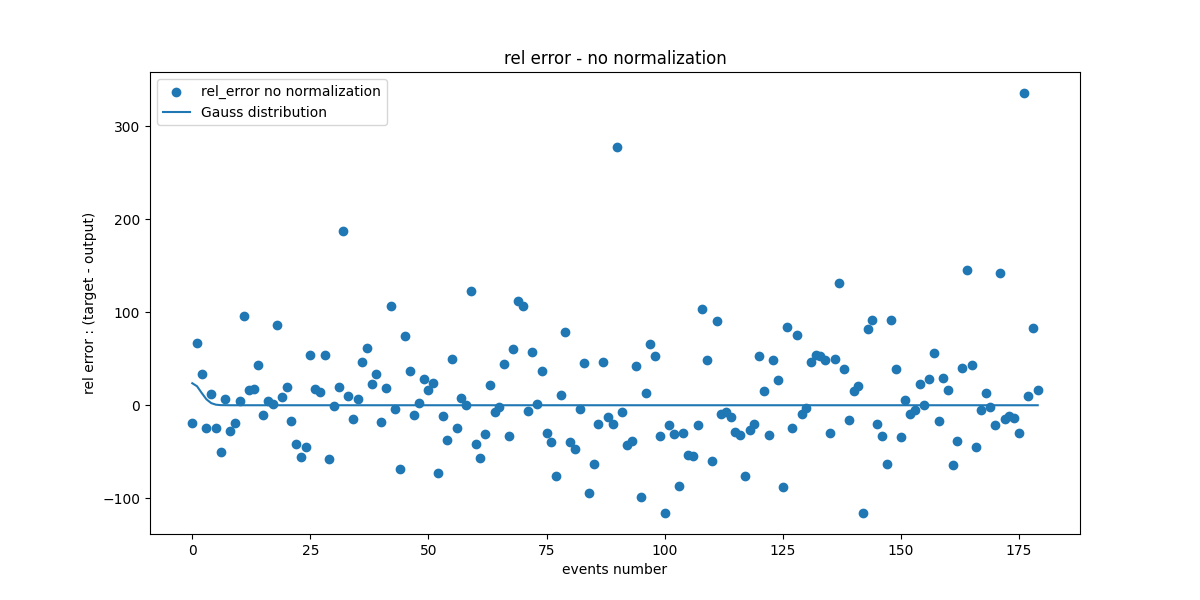 rel error - no normalization
rel_error no normalization
Gauss distribution
rel error : (target - output)
300
200
100
0
−100
0 25 50 75 100 125 150 175
events number